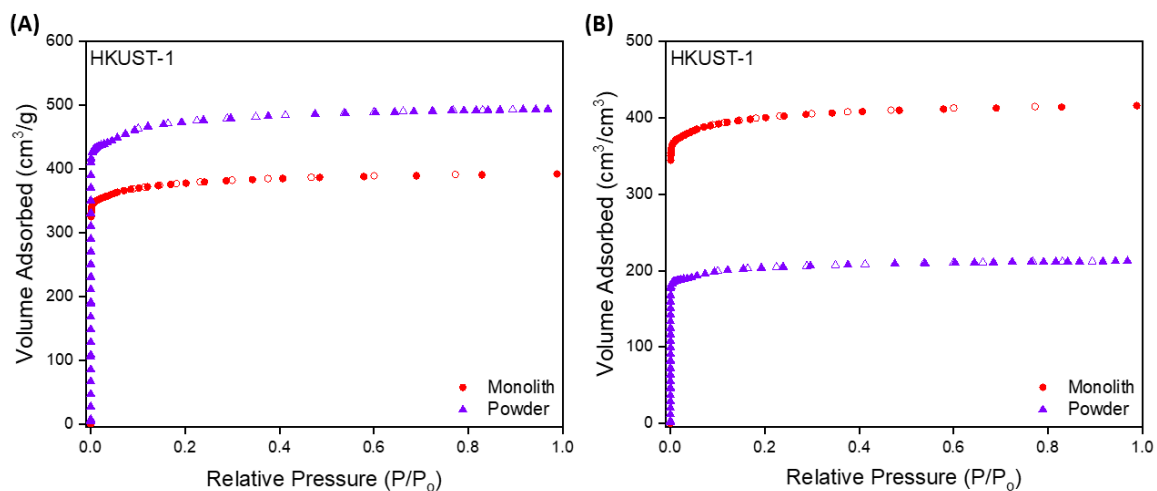 (A)
HKUST-1
Volume Adsorbed (cm³/g)
600
500
400
300
200
100
0
0.0 0.2 0.4 0.6 0.8 1.0
Relative Pressure (P/Pₒ)
Monolith
Powder
(B)
HKUST-1
Volume Adsorbed (cm³/cm³)
500
400
300
200
100
0
0.0 0.2 0.4 0.6 0.8 1.0
Relative Pressure (P/Pₒ)
Monolith
Powder